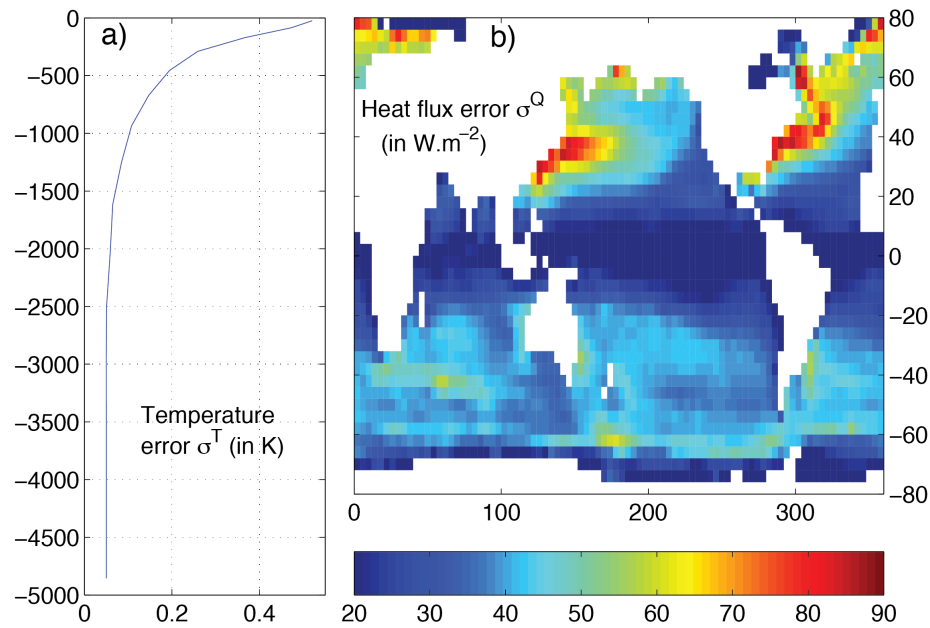 a)
0
−500
−1000
−1500
−2000
−2500
−3000
−3500
−4000
−4500
−5000
0 0.2 0.4
Temperature
error σ^T (in K)
b)
Heat flux error σ^Q
(in W.m^−2)
80
60
40
20
0
−20
−40
−60
−80
0 100 200 300
20 30 40 50 60 70 80 90